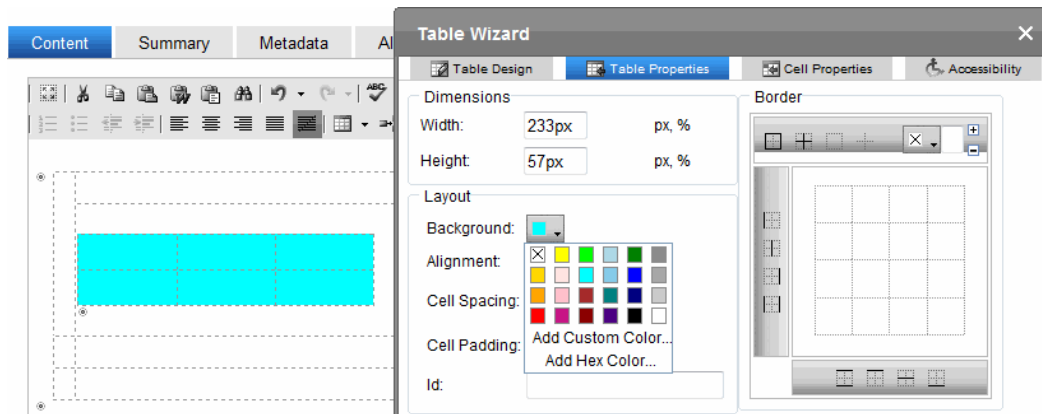 Content Summary Metadata Al
Table Wizard
Table Design Table Properties Cell Properties Accessibility
ABC
Dimensions
Width: 233px px, %
Height: 57px px, %
Layout
Background:
Alignment:
Cell Spacing:
Cell Padding:
Add Custom Color...
Add Hex Color...
Id:
Border